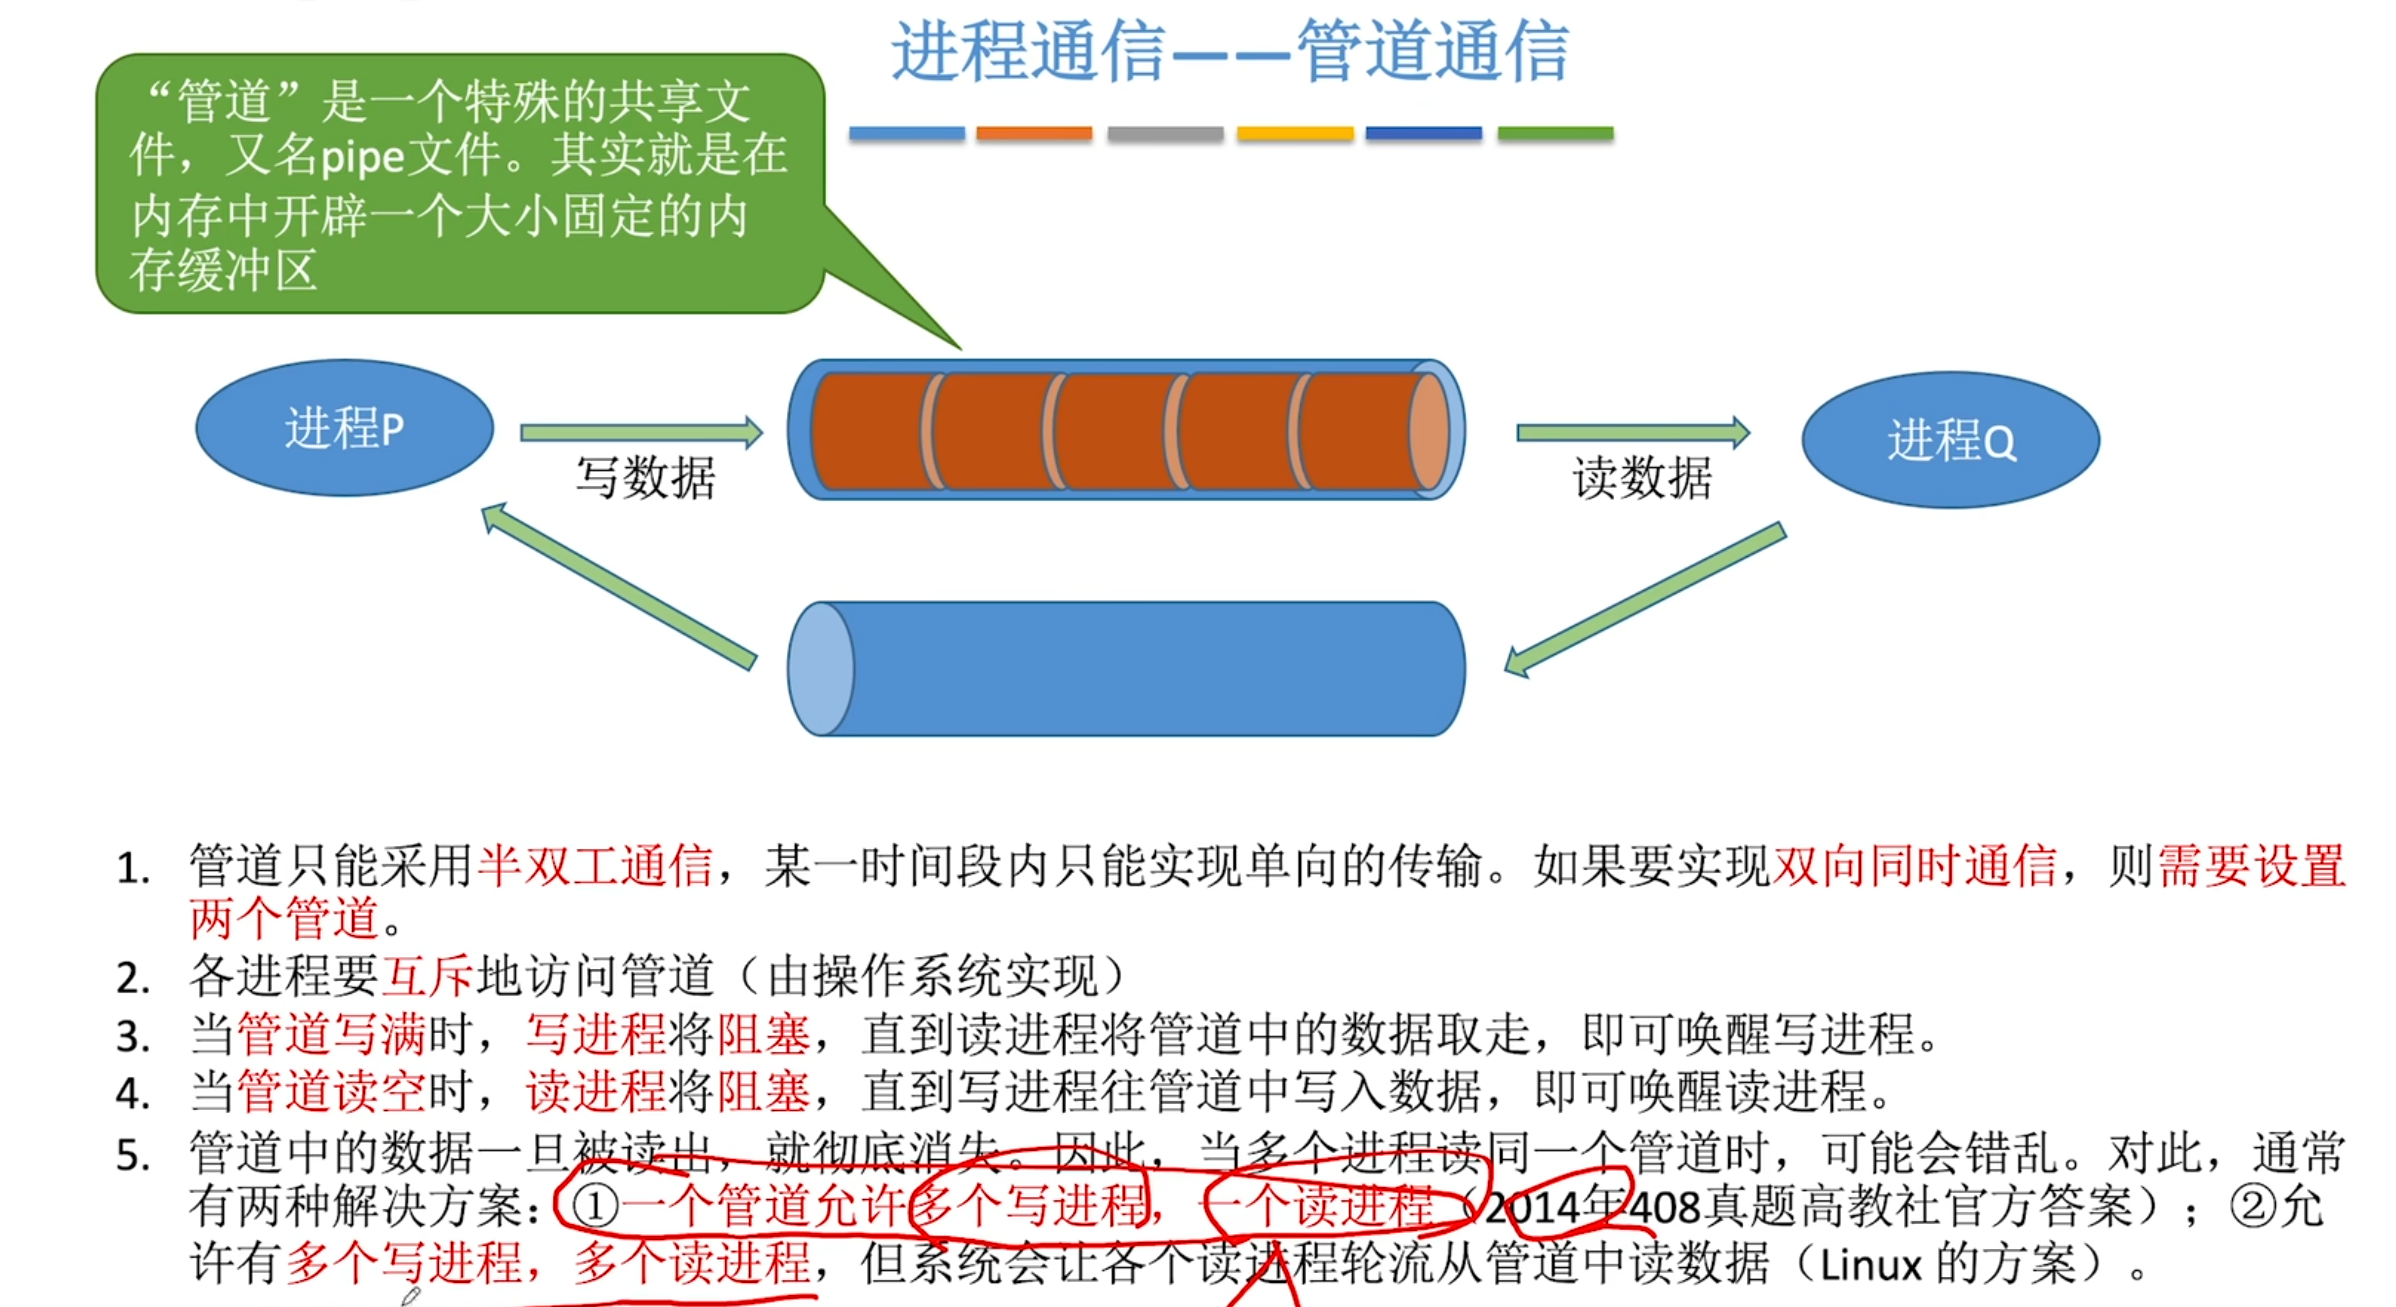 进程通信——管道通信
“管道”是一个特殊的共享文
件，又名pipe文件。其实就是在
内存中开辟一个大小固定的内
存缓冲区
进程P
写数据
读数据
进程Q
1. 管道只能采用半双工通信，某一时间段内只能实现单向的传输。如果要实现双向同时通信，则需要设置
两个管道。
2. 各进程要互斥地访问管道（由操作系统实现）
3. 当管道写满时，写进程将阻塞，直到读进程将管道中的数据取走，即可唤醒写进程。
4. 当管道读空时，读进程将阻塞，直到写进程往管道中写入数据，即可唤醒读进程。
5. 管道中的数据一旦被读出，就彻底消失。因此，当多个进程读同一个管道时，可能会错乱。对此，通常
有两种解决方案：①一个管道允许多个写进程，一个读进程（2014年408真题高教社官方答案）；②允
许有多个写进程，多个读进程，但系统会让各个读进程轮流从管道中读数据（Linux 的方案）。